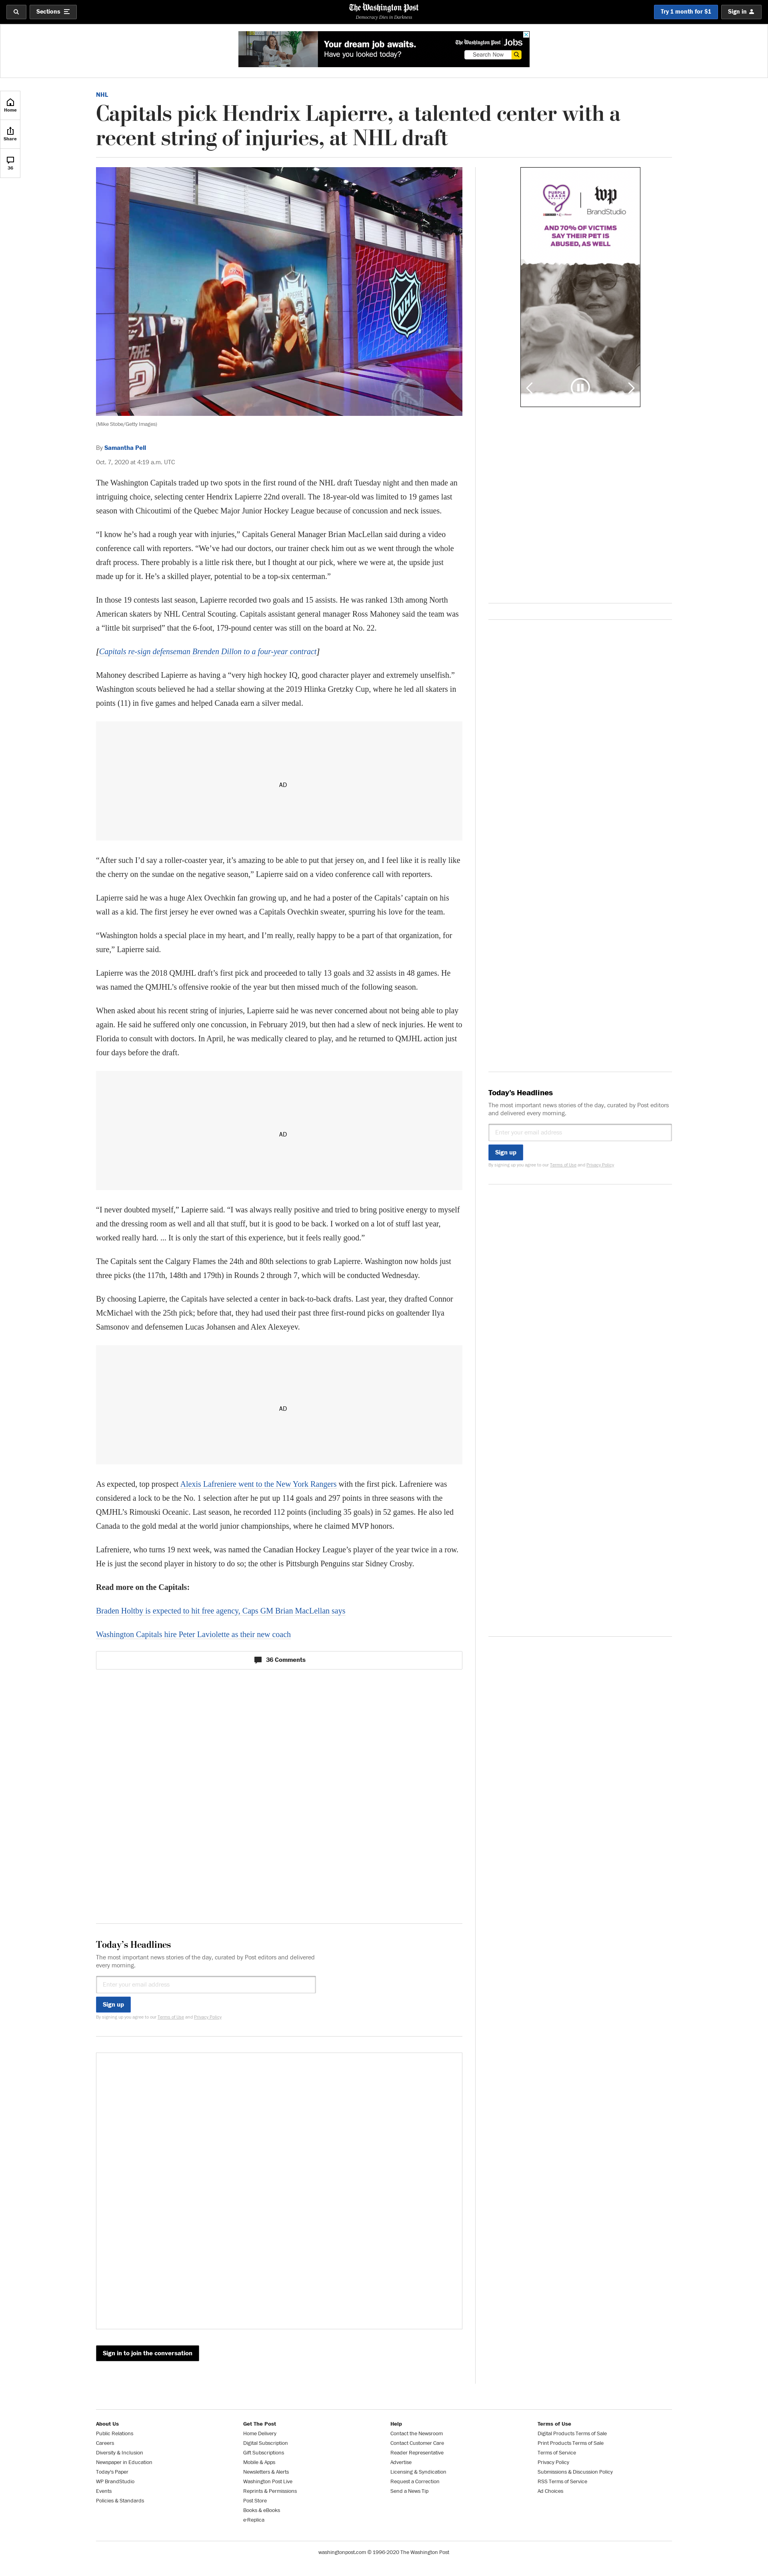 Sections
The Washington Post
Democracy Dies in Darkness
Try 1 month for $1
Sign in
Your dream job awaits.
Have you looked today?
The Washington Post Jobs
Search Now
Home
Share
36
NHL
Capitals pick Hendrix Lapierre, a talented center with a
recent string of injuries, at NHL draft
NHL
PURPLE LEASH
wp
BrandStudio
AND 70% OF VICTIMS
SAY THEIR PET IS
ABUSED, AS WELL
(Mike Stobe/Getty Images)
By Samantha Pell
Oct. 7, 2020 at 4:19 a.m. UTC
The Washington Capitals traded up two spots in the first round of the NHL draft Tuesday night and then made an
intriguing choice, selecting center Hendrix Lapierre 22nd overall. The 18-year-old was limited to 19 games last
season with Chicoutimi of the Quebec Major Junior Hockey League because of concussion and neck issues.
“I know he’s had a rough year with injuries,” Capitals General Manager Brian MacLellan said during a video
conference call with reporters. “We’ve had our doctors, our trainer check him out as we went through the whole
draft process. There probably is a little risk there, but I thought at our pick, where we were at, the upside just
made up for it. He’s a skilled player, potential to be a top-six centerman.”
In those 19 contests last season, Lapierre recorded two goals and 15 assists. He was ranked 13th among North
American skaters by NHL Central Scouting. Capitals assistant general manager Ross Mahoney said the team was
a “little bit surprised” that the 6-foot, 179-pound center was still on the board at No. 22.
[Capitals re-sign defenseman Brenden Dillon to a four-year contract]
Mahoney described Lapierre as having a “very high hockey IQ, good character player and extremely unselfish.”
Washington scouts believed he had a stellar showing at the 2019 Hlinka Gretzky Cup, where he led all skaters in
points (11) in five games and helped Canada earn a silver medal.
AD
“After such I’d say a roller-coaster year, it’s amazing to be able to put that jersey on, and I feel like it is really like
the cherry on the sundae on the negative season,” Lapierre said on a video conference call with reporters.
Lapierre said he was a huge Alex Ovechkin fan growing up, and he had a poster of the Capitals’ captain on his
wall as a kid. The first jersey he ever owned was a Capitals Ovechkin sweater, spurring his love for the team.
“Washington holds a special place in my heart, and I’m really, really happy to be a part of that organization, for
sure,” Lapierre said.
Lapierre was the 2018 QMJHL draft’s first pick and proceeded to tally 13 goals and 32 assists in 48 games. He
was named the QMJHL’s offensive rookie of the year but then missed much of the following season.
When asked about his recent string of injuries, Lapierre said he was never concerned about not being able to play
again. He said he suffered only one concussion, in February 2019, but then had a slew of neck injuries. He went to
Florida to consult with doctors. In April, he was medically cleared to play, and he returned to QMJHL action just
four days before the draft.
AD
“I never doubted myself,” Lapierre said. “I was always really positive and tried to bring positive energy to myself
and the dressing room as well and all that stuff, but it is good to be back. I worked on a lot of stuff last year,
worked really hard. ... It is only the start of this experience, but it feels really good.”
The Capitals sent the Calgary Flames the 24th and 80th selections to grab Lapierre. Washington now holds just
three picks (the 117th, 148th and 179th) in Rounds 2 through 7, which will be conducted Wednesday.
By choosing Lapierre, the Capitals have selected a center in back-to-back drafts. Last year, they drafted Connor
McMichael with the 25th pick; before that, they had used their past three first-round picks on goaltender Ilya
Samsonov and defensemen Lucas Johansen and Alex Alexeyev.
AD
As expected, top prospect Alexis Lafreniere went to the New York Rangers with the first pick. Lafreniere was
considered a lock to be the No. 1 selection after he put up 114 goals and 297 points in three seasons with the
QMJHL’s Rimouski Oceanic. Last season, he recorded 112 points (including 35 goals) in 52 games. He also led
Canada to the gold medal at the world junior championships, where he claimed MVP honors.
Lafreniere, who turns 19 next week, was named the Canadian Hockey League’s player of the year twice in a row.
He is just the second player in history to do so; the other is Pittsburgh Penguins star Sidney Crosby.
Read more on the Capitals:
Braden Holtby is expected to hit free agency, Caps GM Brian MacLellan says
Washington Capitals hire Peter Laviolette as their new coach
36 Comments
Today’s Headlines
The most important news stories of the day, curated by Post editors
and delivered every morning.
Enter your email address
Sign up
By signing up you agree to our Terms of Use and Privacy Policy
Today’s Headlines
The most important news stories of the day, curated by Post editors and delivered
every morning.
Enter your email address
Sign up
By signing up you agree to our Terms of Use and Privacy Policy
Sign in to join the conversation
About Us
Public Relations
Careers
Diversity & Inclusion
Newspaper in Education
Today's Paper
WP BrandStudio
Events
Policies & Standards
Get The Post
Home Delivery
Digital Subscription
Gift Subscriptions
Mobile & Apps
Newsletters & Alerts
Washington Post Live
Reprints & Permissions
Post Store
Books & eBooks
e-Replica
Help
Contact the Newsroom
Contact Customer Care
Reader Representative
Advertise
Licensing & Syndication
Request a Correction
Send a News Tip
Terms of Use
Digital Products Terms of Sale
Print Products Terms of Sale
Terms of Service
Privacy Policy
Submissions & Discussion Policy
RSS Terms of Service
Ad Choices
washingtonpost.com © 1996-2020 The Washington Post